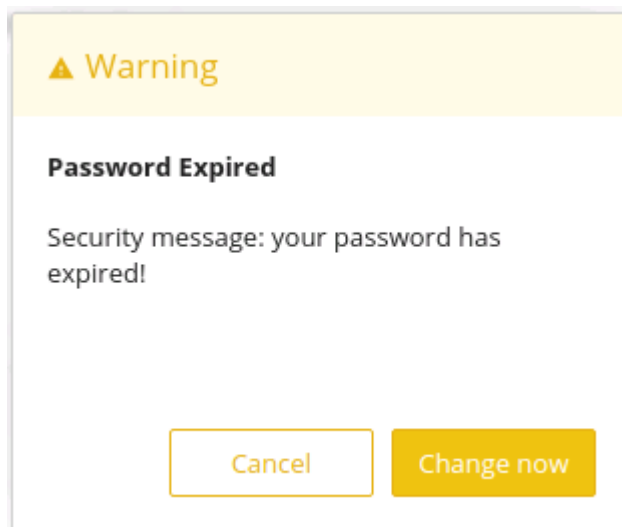 Warning
Password Expired
Security message: your password has
expired!
Cancel
Change now